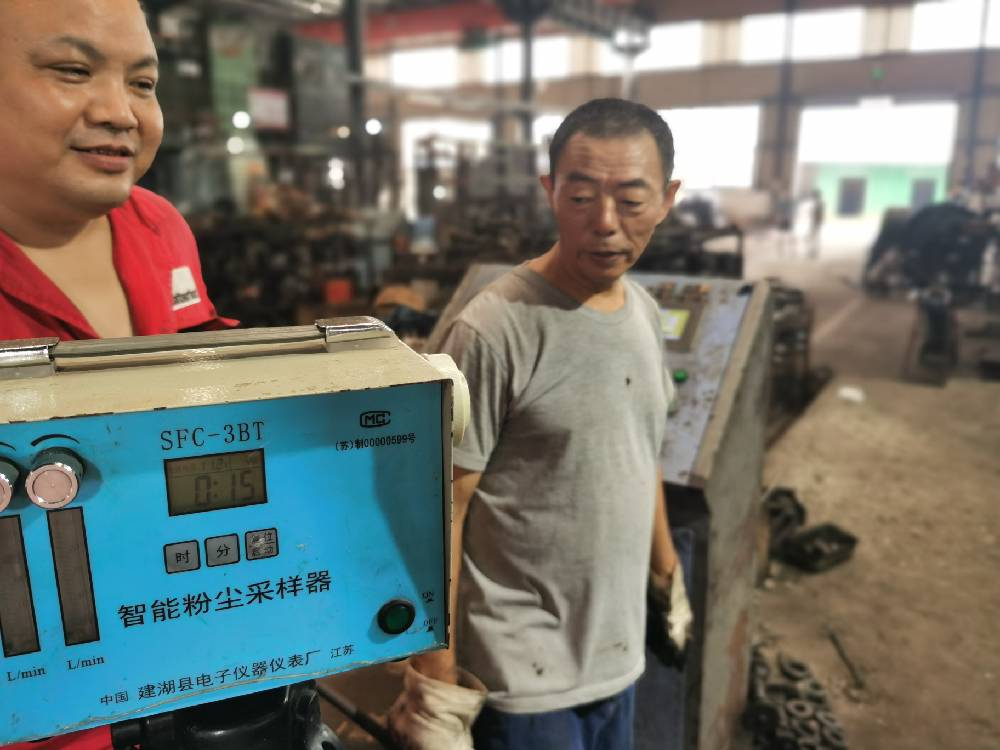 SFC-3BT
MC
(苏)制00000599号
0:15
时
分
智能粉尘采样器
ON
OFF
L/min
L/min
中国 建湖县电子仪器仪表厂 江苏